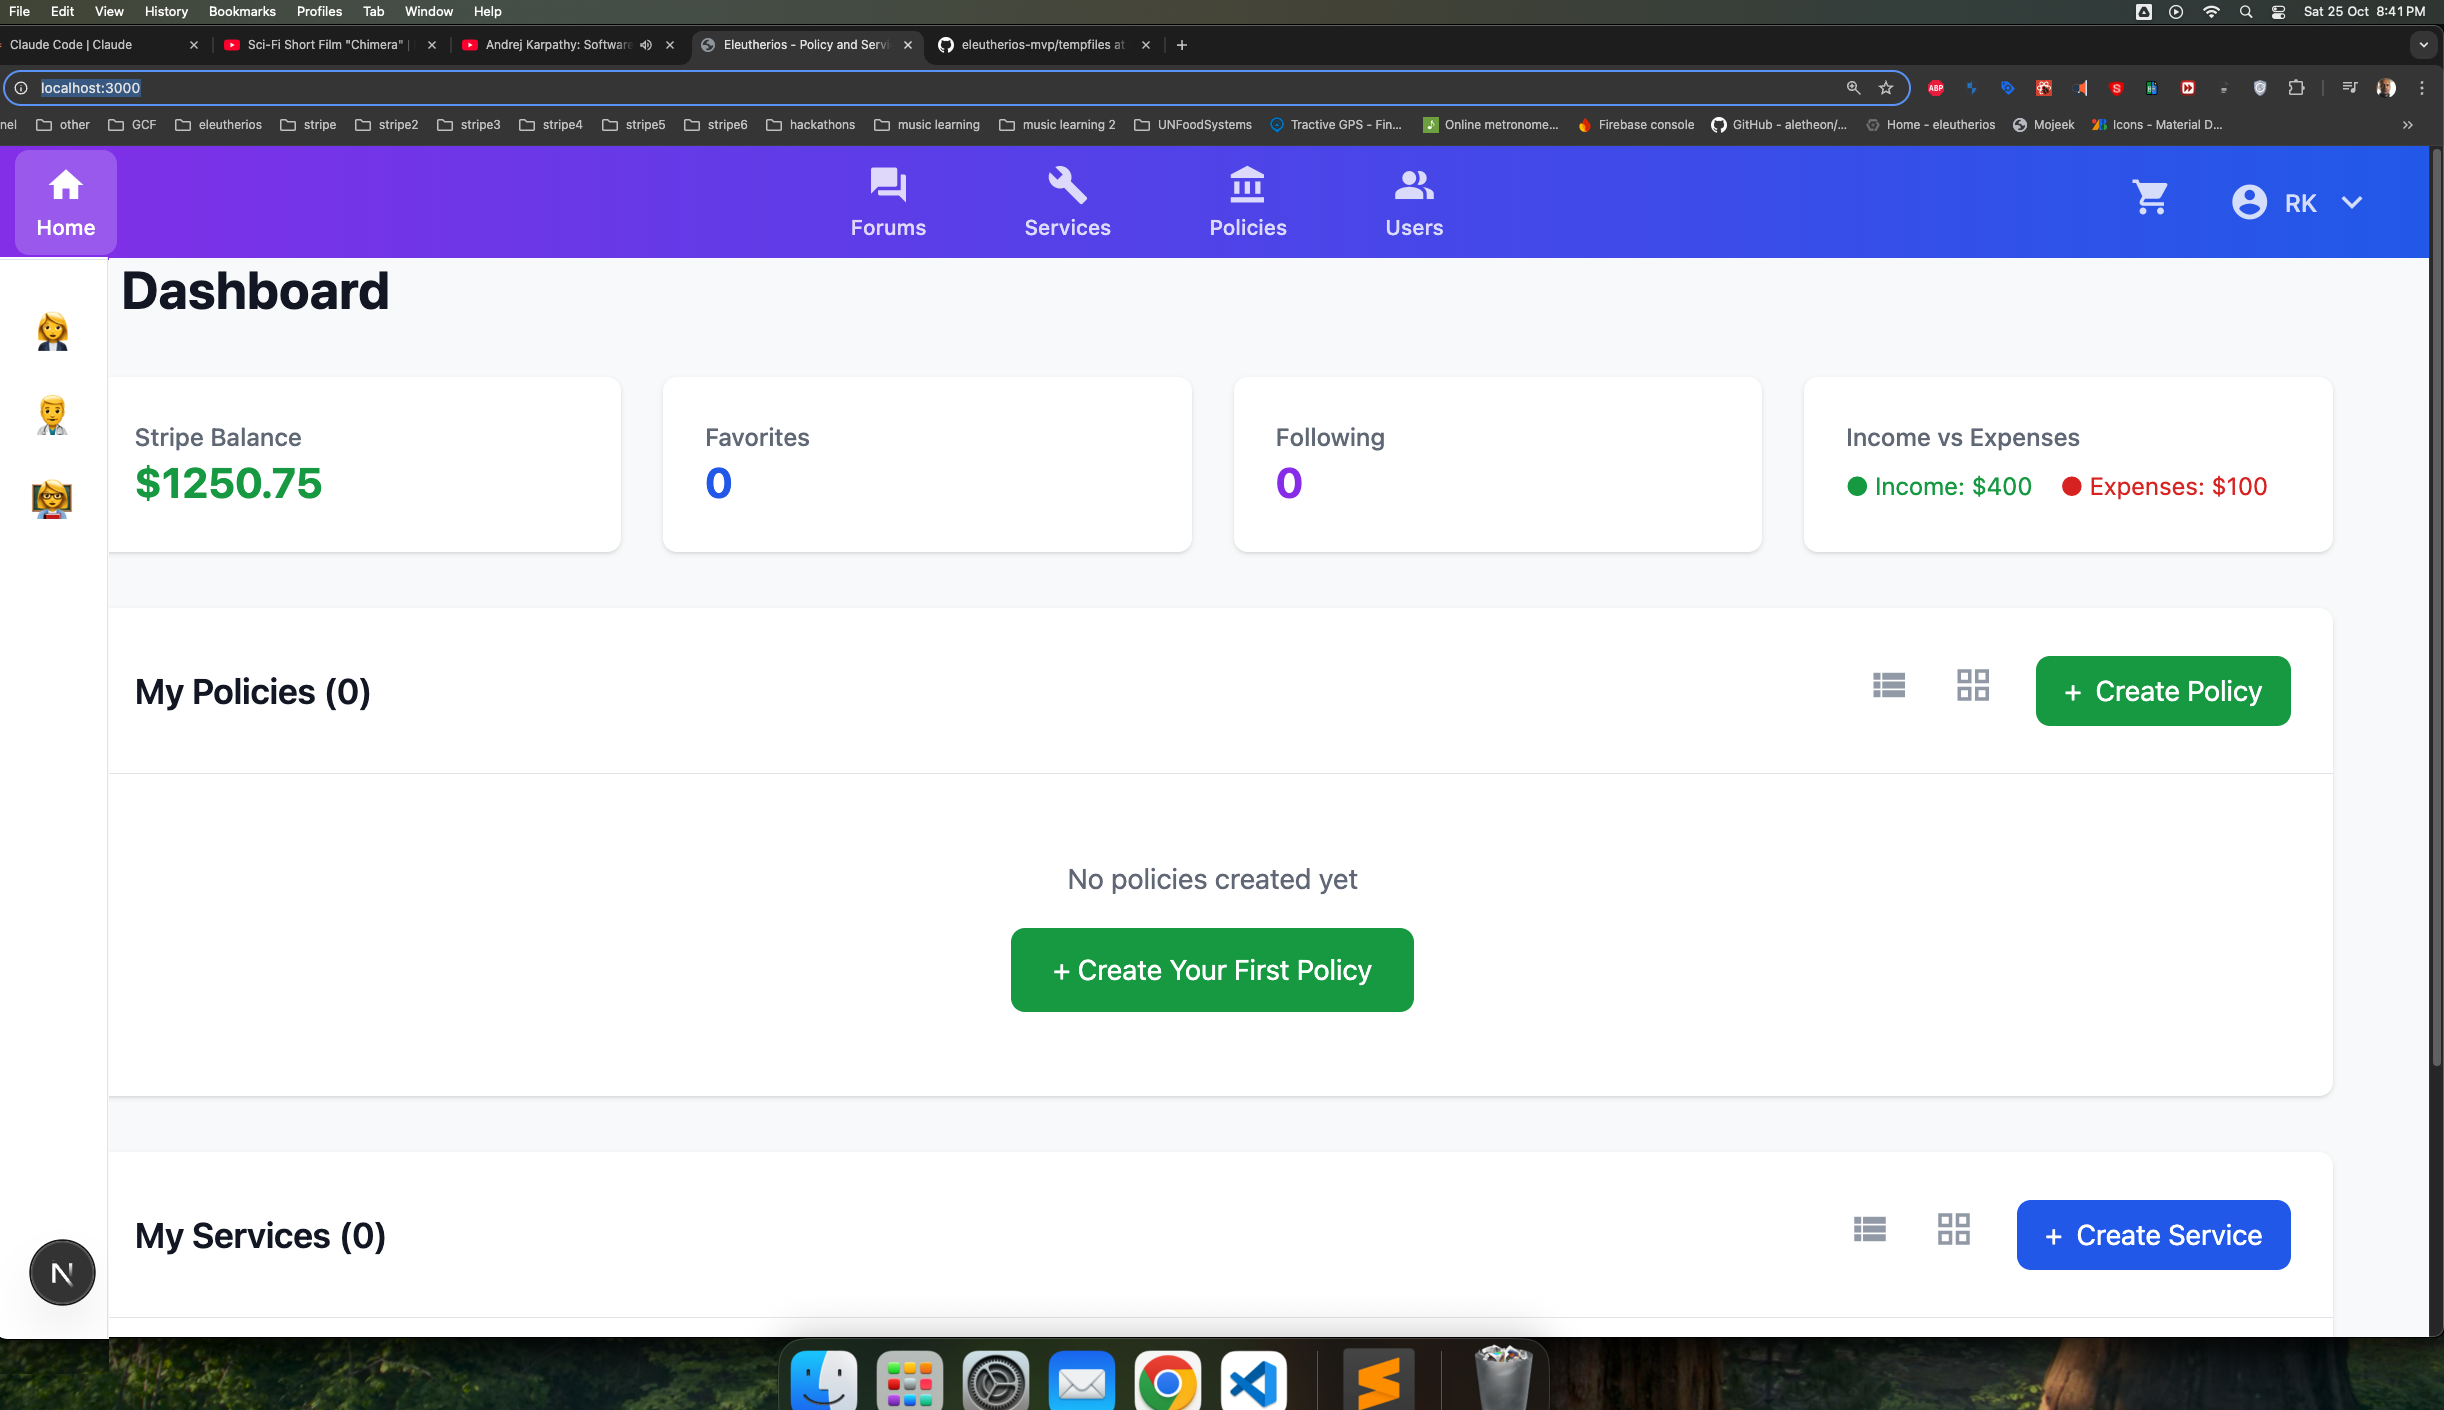 File Edit View History Bookmarks Profiles Tab Window Help Sat 25 Oct 8:41 PM
Claude Code | Claude Sci-Fi Short Film "Chimera" | Andrej Karpathy: Software Eleutherios - Policy and Servi eleutherios-mvp/tempfiles at
localhost:3000
nel other GCF eleutherios stripe stripe2 stripe3 stripe4 stripe5 stripe6 hackathons music learning music learning 2 UNFoodSystems Tractive GPS - Fin... Online metronome... Firebase console GitHub - aletheon/... Home - eleutherios Mojeek Icons - Material D... »
Home Forums Services Policies Users RK
Dashboard
Stripe Balance Favorites Following Income vs Expenses
$1250.75 0 0 Income: $400 Expenses: $100
My Policies (0) + Create Policy
No policies created yet
+ Create Your First Policy
My Services (0) + Create Service
N